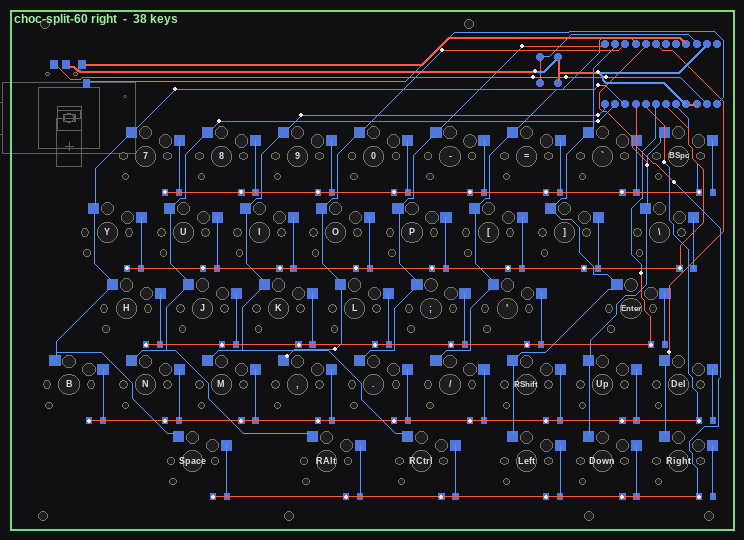 choc-split-60 right - 38 keys
7 8 9 0 - = ` BSpc
Y U I O P [ ] \
H J K L ; ' Enter
B N M , . / RShift Up Del
Space RAlt RCtrl Left Down Right